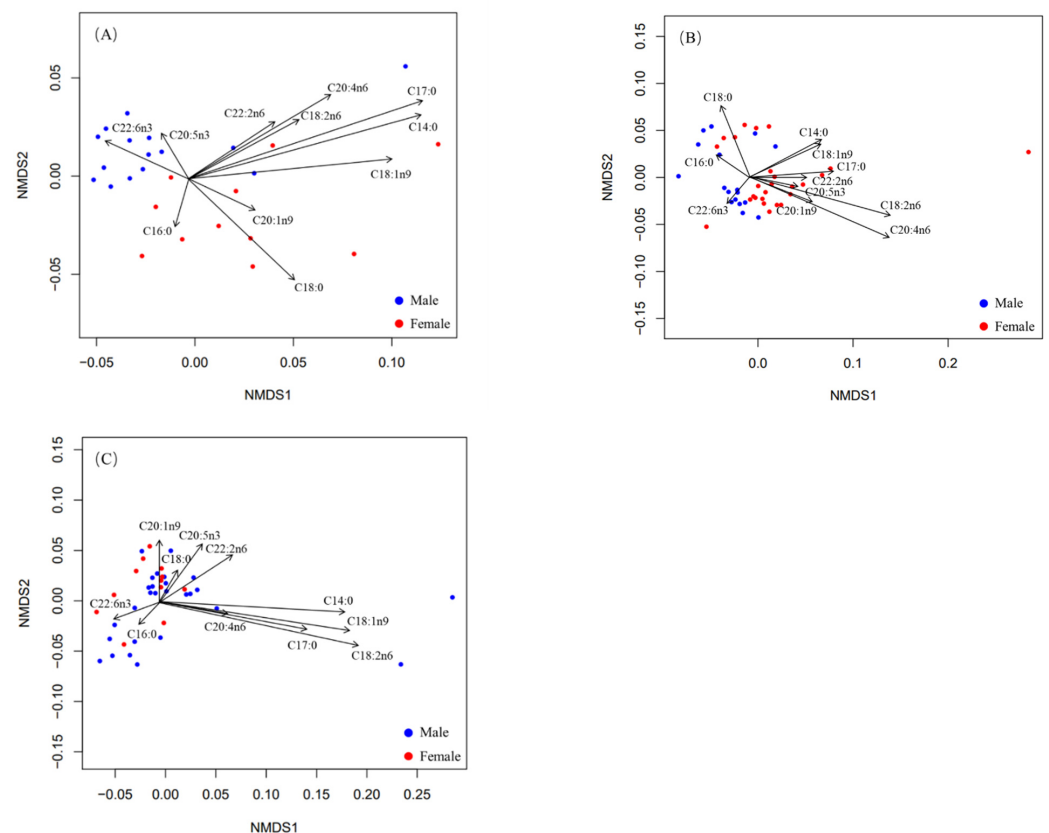 (A)
NMDS2
0.05
0.00
−0.05
C20:4n6
C17:0
C22:2n6
C18:2n6
C14:0
C22:6n3
C20:5n3
C18:1n9
C20:1n9
C16:0
C18:0
Male
Female
−0.05
0.00
0.05
0.10
NMDS1
(B)
NMDS2
0.15
0.10
0.05
0.00
−0.05
−0.10
−0.15
C18:0
C14:0
C18:1n9
C16:0
C17:0
C22:2n6
C20:5n3
C22:6n3
C20:1n9
C18:2n6
C20:4n6
Male
Female
0.0
0.1
0.2
NMDS1
(C)
NMDS2
0.15
0.10
0.05
0.00
−0.05
−0.10
−0.15
C20:1n9
C20:5n3
C22:2n6
C18:0
C22:6n3
C14:0
C16:0
C20:4n6
C18:1n9
C17:0
C18:2n6
Male
Female
−0.05
0.00
0.05
0.10
0.15
0.20
0.25
NMDS1